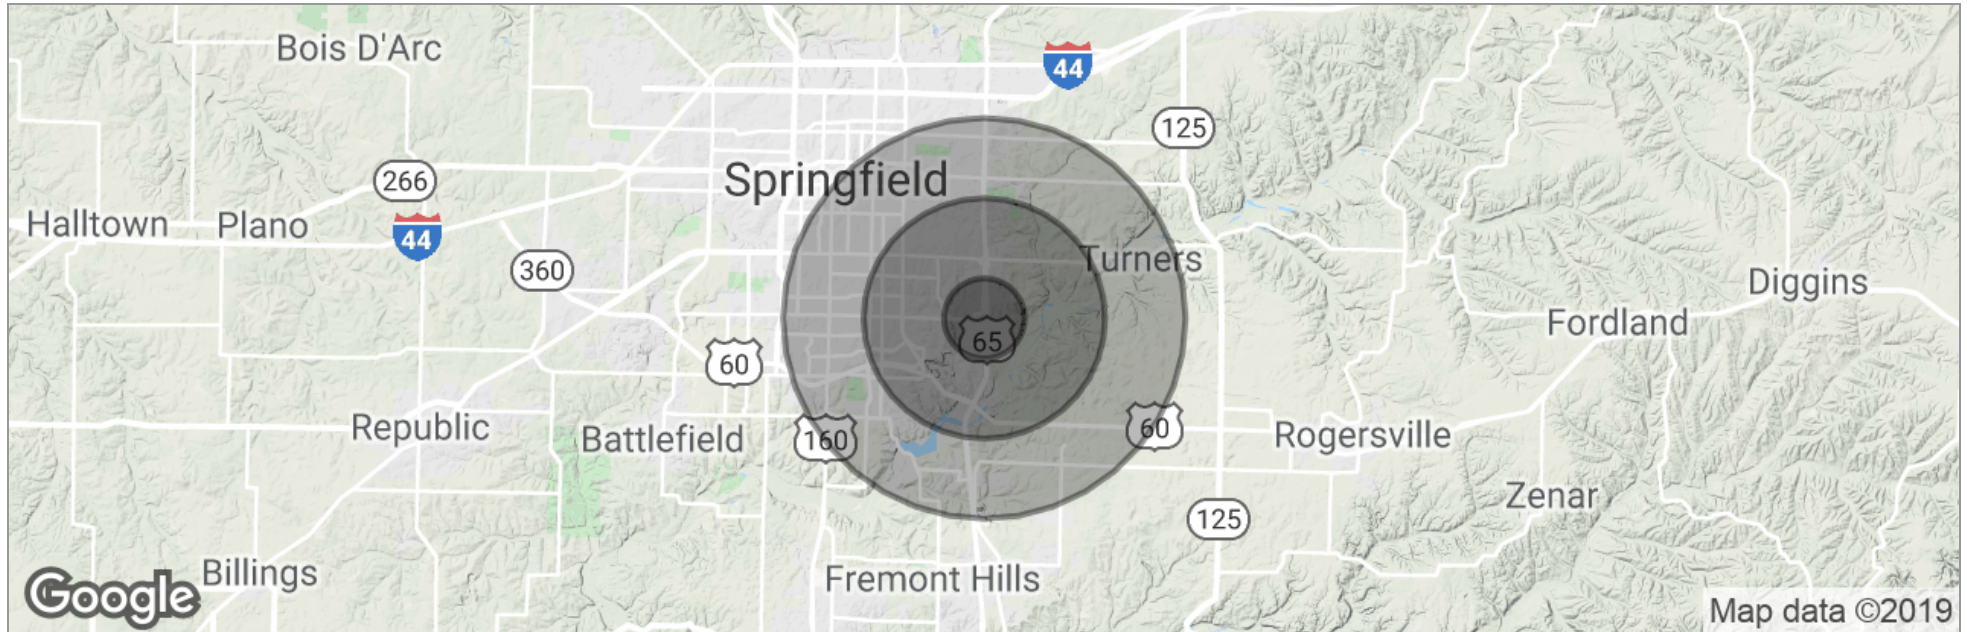 Bois D'Arc
44
125
Springfield
266
Halltown
Plano
44
360
Turners
Diggins
Fordland
65
60
Republic
Battlefield
160
60
Rogersville
Zenar
125
Billings
Fremont Hills
Google
Map data ©2019